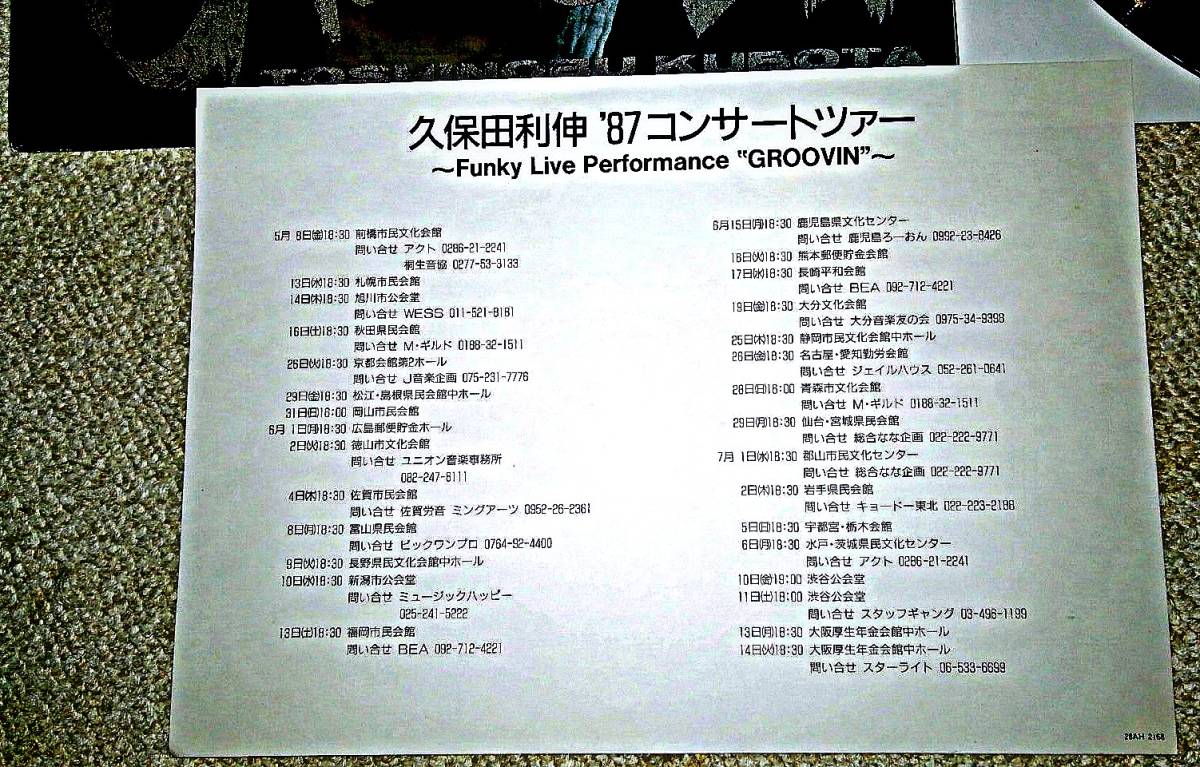 TOSHINOBU KUBOTA
久保田利伸 '87コンサートツァー
～Funky Live Performance "GROOVIN"～
5月 8日(金)18:30 前橋市民文化会館
問い合せ アクト 0286-21-2241
桐生音協 0277-53-3133
13日(水)18:30 札幌市民会館
14日(木)18:30 旭川市公会堂
問い合せ WESS 011-521-8181
16日(土)18:30 秋田県民会館
問い合せ M・ギルド 0188-32-1511
26日(火)18:30 京都会館第2ホール
問い合せ J音楽企画 075-231-7776
29日(金)18:30 松江・島根県民会館中ホール
31日(日)18:00 岡山市民会館
6月 1日(月)18:30 広島郵便貯金ホール
2日(火)18:30 徳山市文化会館
問い合せ ユニオン音楽事務所
082-247-6111
4日(木)18:30 佐賀市民会館
問い合せ 佐賀労音 ミングアーツ 0952-26-2361
8日(月)18:30 富山県民会館
問い合せ ビックワンプロ 0764-92-4400
9日(火)18:30 長野県民文化会館中ホール
10日(水)18:30 新潟市公会堂
問い合せ ミュージックハッピー
025-241-5222
13日(土)18:30 福岡市民会館
問い合せ BEA 092-712-4221
6月15日(月)18:30 鹿児島県文化センター
問い合せ 鹿児島ろーおん 0992-23-8426
16日(火)18:30 熊本郵便貯金会館
17日(水)18:30 長崎平和会館
問い合せ BEA 092-712-4221
19日(金)18:30 大分文化会館
問い合せ 大分音楽友の会 0975-34-9393
25日(木)18:30 静岡市民文化会館中ホール
26日(金)18:30 名古屋・愛知勤労会館
問い合せ ジェイルハウス 052-261-0641
28日(日)18:00 青森市文化会館
問い合せ M・ギルド 0188-32-1511
29日(月)18:30 仙台・宮城県民会館
問い合せ 総合なな企画 022-222-9771
7月 1日(水)18:30 郡山市民文化センター
問い合せ 総合なな企画 022-222-9771
2日(木)18:30 岩手県民会館
問い合せ キョードー東北 022-223-2188
5日(日)18:30 宇都宮・栃木会館
6日(月)18:30 水戸・茨城県民文化センター
問い合せ アクト 0286-21-2241
10日(金)19:00 渋谷公会堂
11日(土)18:00 渋谷公会堂
問い合せ スタッフギャング 03-496-1199
13日(月)18:30 大阪厚生年金会館中ホール
14日(火)18:30 大阪厚生年金会館中ホール
問い合せ スターライト 06-533-6699
28AH 2168